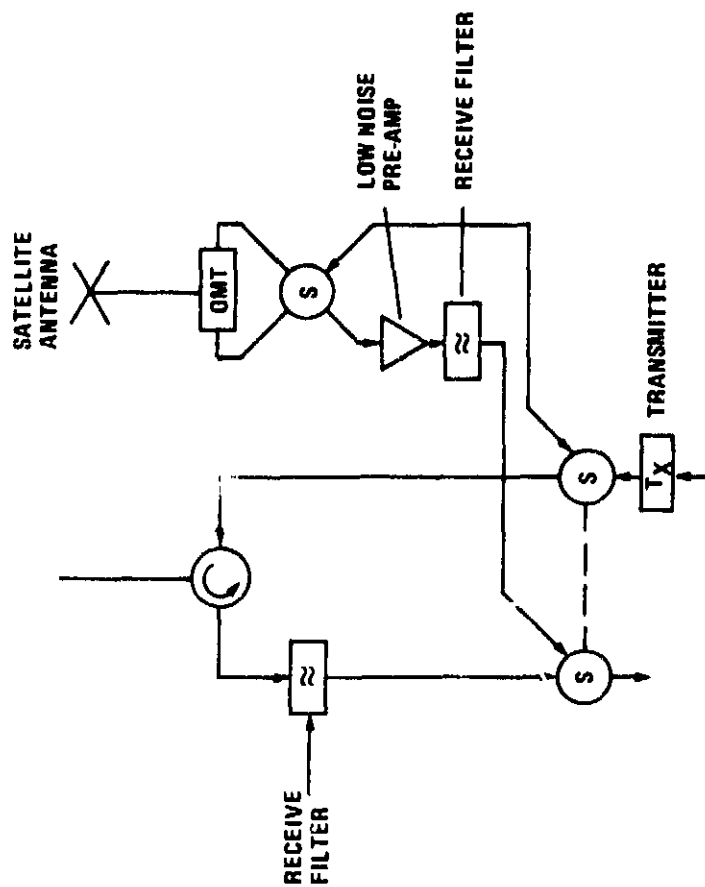 SATELLITE
ANTENNA
OMT
S
LOW NOISE
PRE-AMP
RECEIVE FILTER
≈
S
TX
TRANSMITTER
≈
S
RECEIVE
FILTER